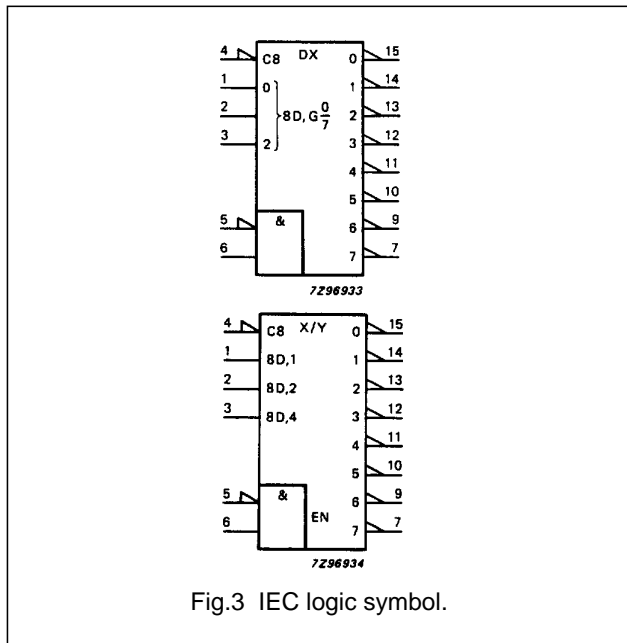 4 C8 DX 0 15
1 0 1 14
2 8D, G 0/7 2 13
3 2 3 12
4 11
5 10
5 & 6 9
6 7 7
7Z96933
4 C8 X/Y 0 15
1 8D,1 1 14
2 8D,2 2 13
3 8D,4 3 12
4 11
5 10
5 & 6 9
6 EN 7 7
7Z96934
Fig.3 IEC logic symbol.